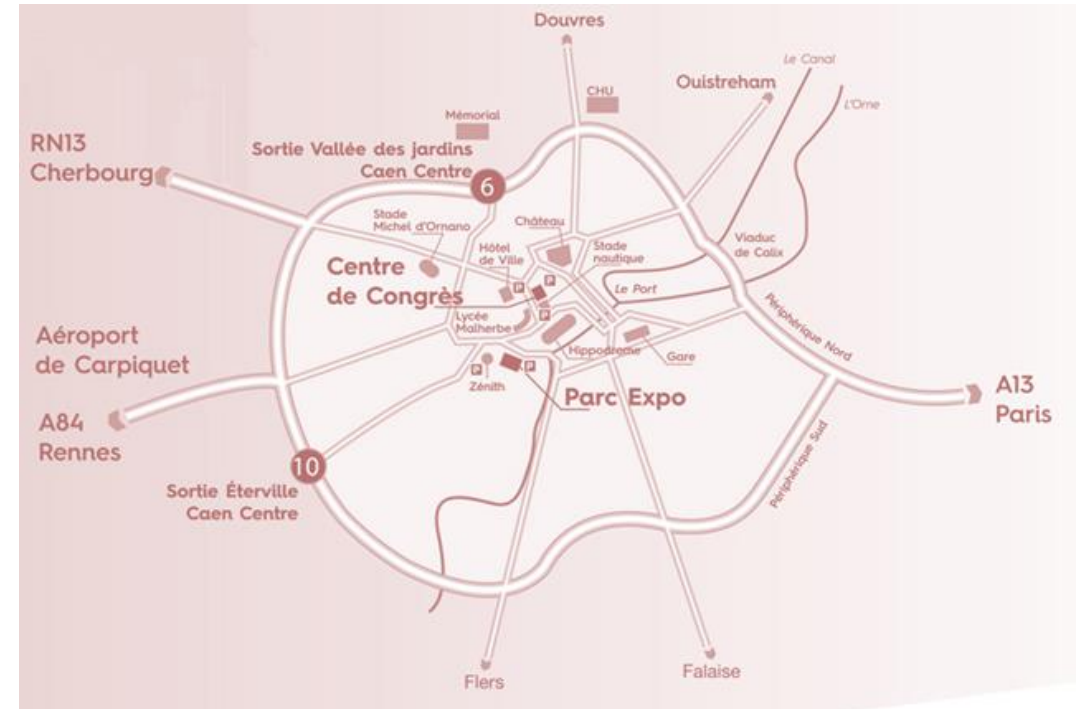 Douvres
Le Canal
Ouistreham
CHU
L'Orne
Mémorial
RN13
Cherbourg
Sortie Vallée des jardins
Caen Centre
6
Stade
Michel d'Ornano
Château
Hôtel
de Ville
Stade
nautique
Viaduc
de Calix
Centre
de Congrès
P
P
Le Port
P
Lycée
Malherbe
Périphérique Nord
Aéroport
de Carpiquet
Hippodrome
Gare
P
P
Zénith
Parc Expo
A13
Paris
A84
Rennes
Périphérique Sud
10
Sortie Éterville
Caen Centre
Flers
Falaise